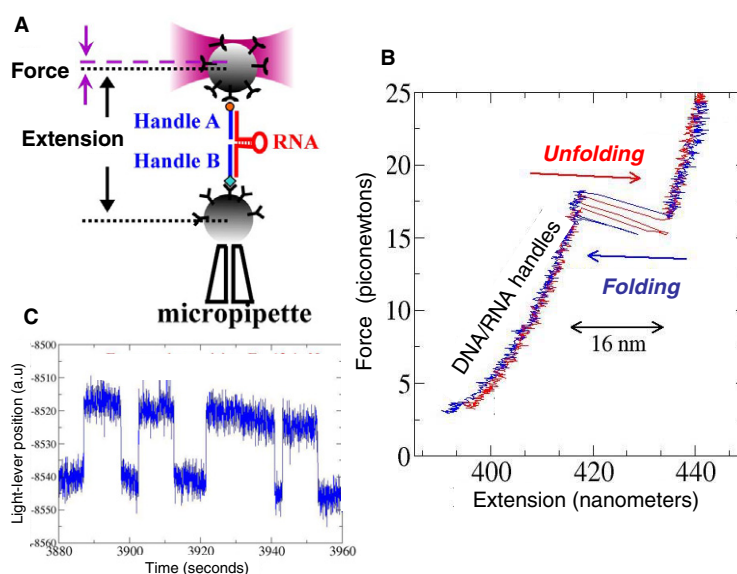 A
Force
Extension
Handle A
Handle B
RNA
micropipette
B
Force (piconewtons)
25
20
15
10
5
0
Unfolding
Folding
DNA/RNA handles
16 nm
400
420
440
Extension (nanometers)
C
Light-lever position (a.u)
-8500
-8510
-8520
-8530
-8540
-8550
-8560
3880
3900
3920
3940
3960
Time (seconds)